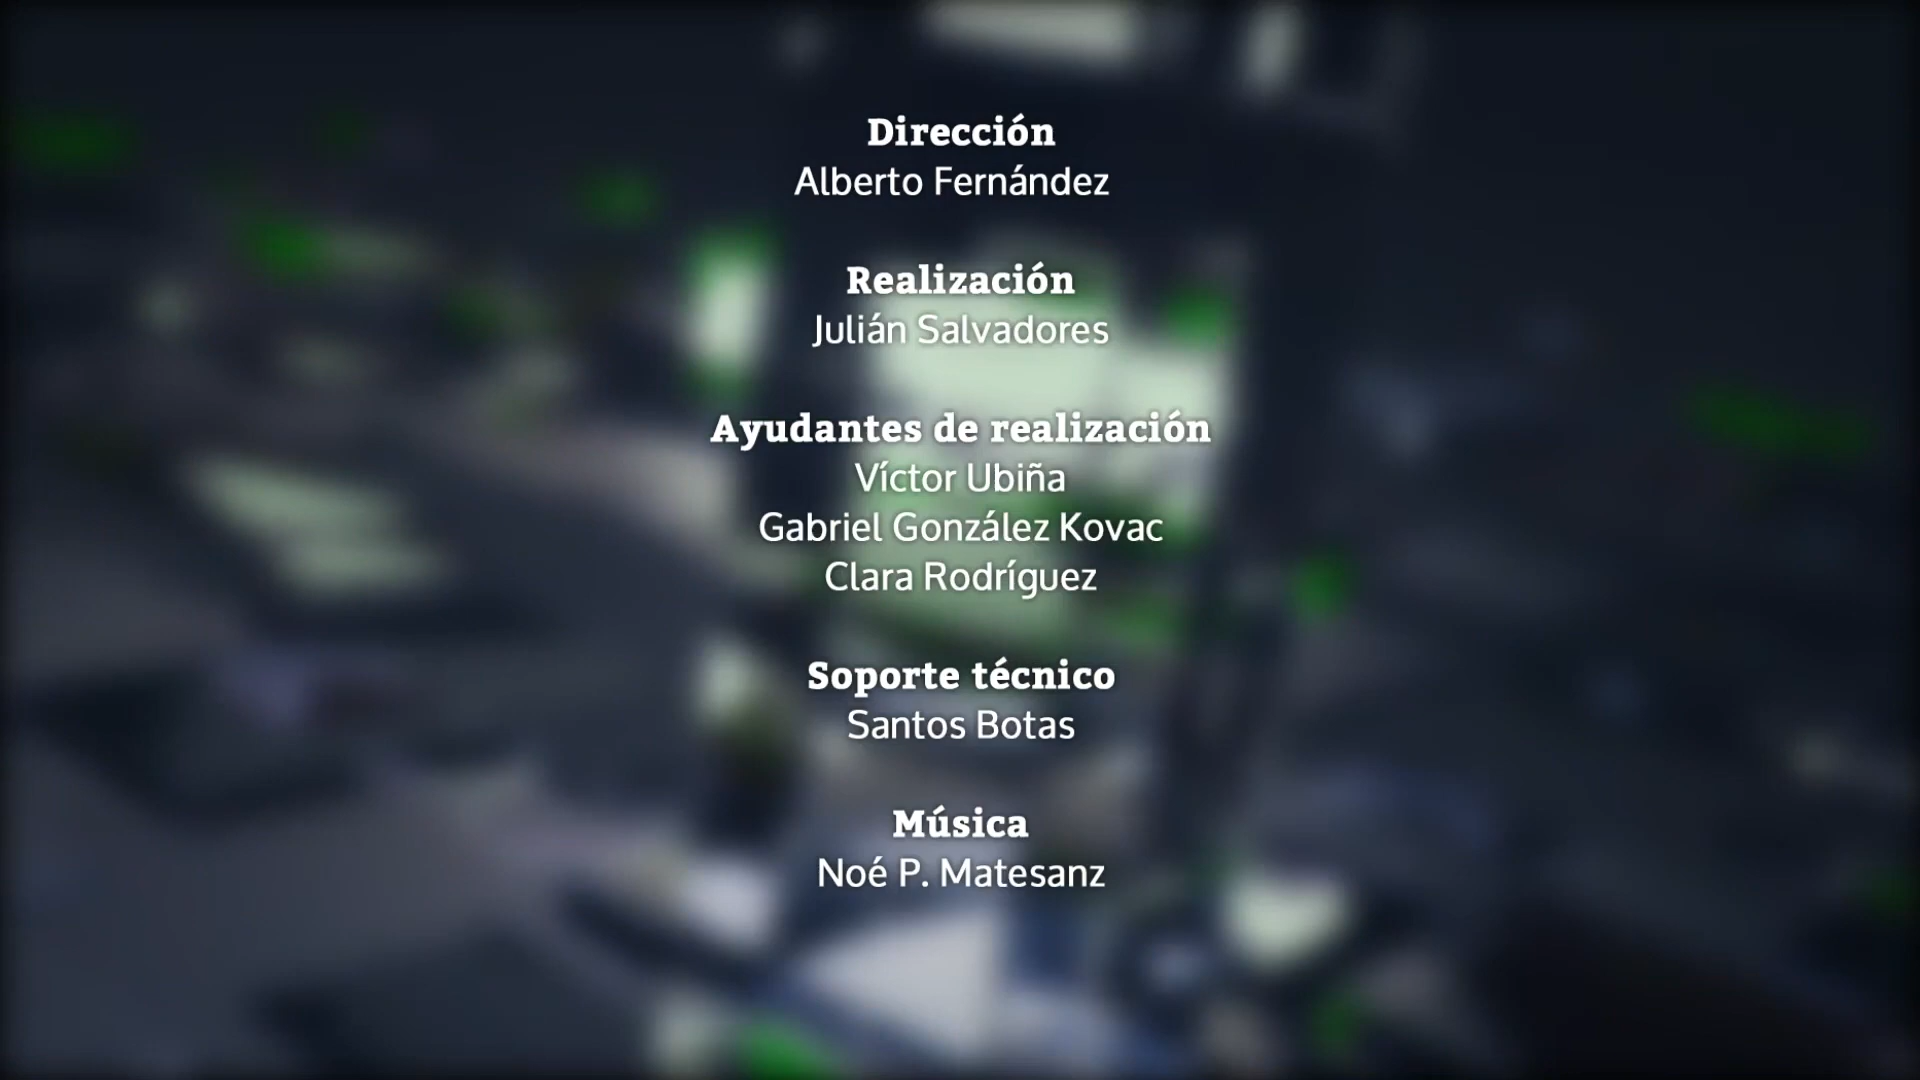 Dirección
Alberto Fernández
Realización
Julián Salvadores
Ayudantes de realización
Víctor Ubiña
Gabriel González Kovac
Clara Rodríguez
Soporte técnico
Santos Botas
Música
Noé P. Matesanz